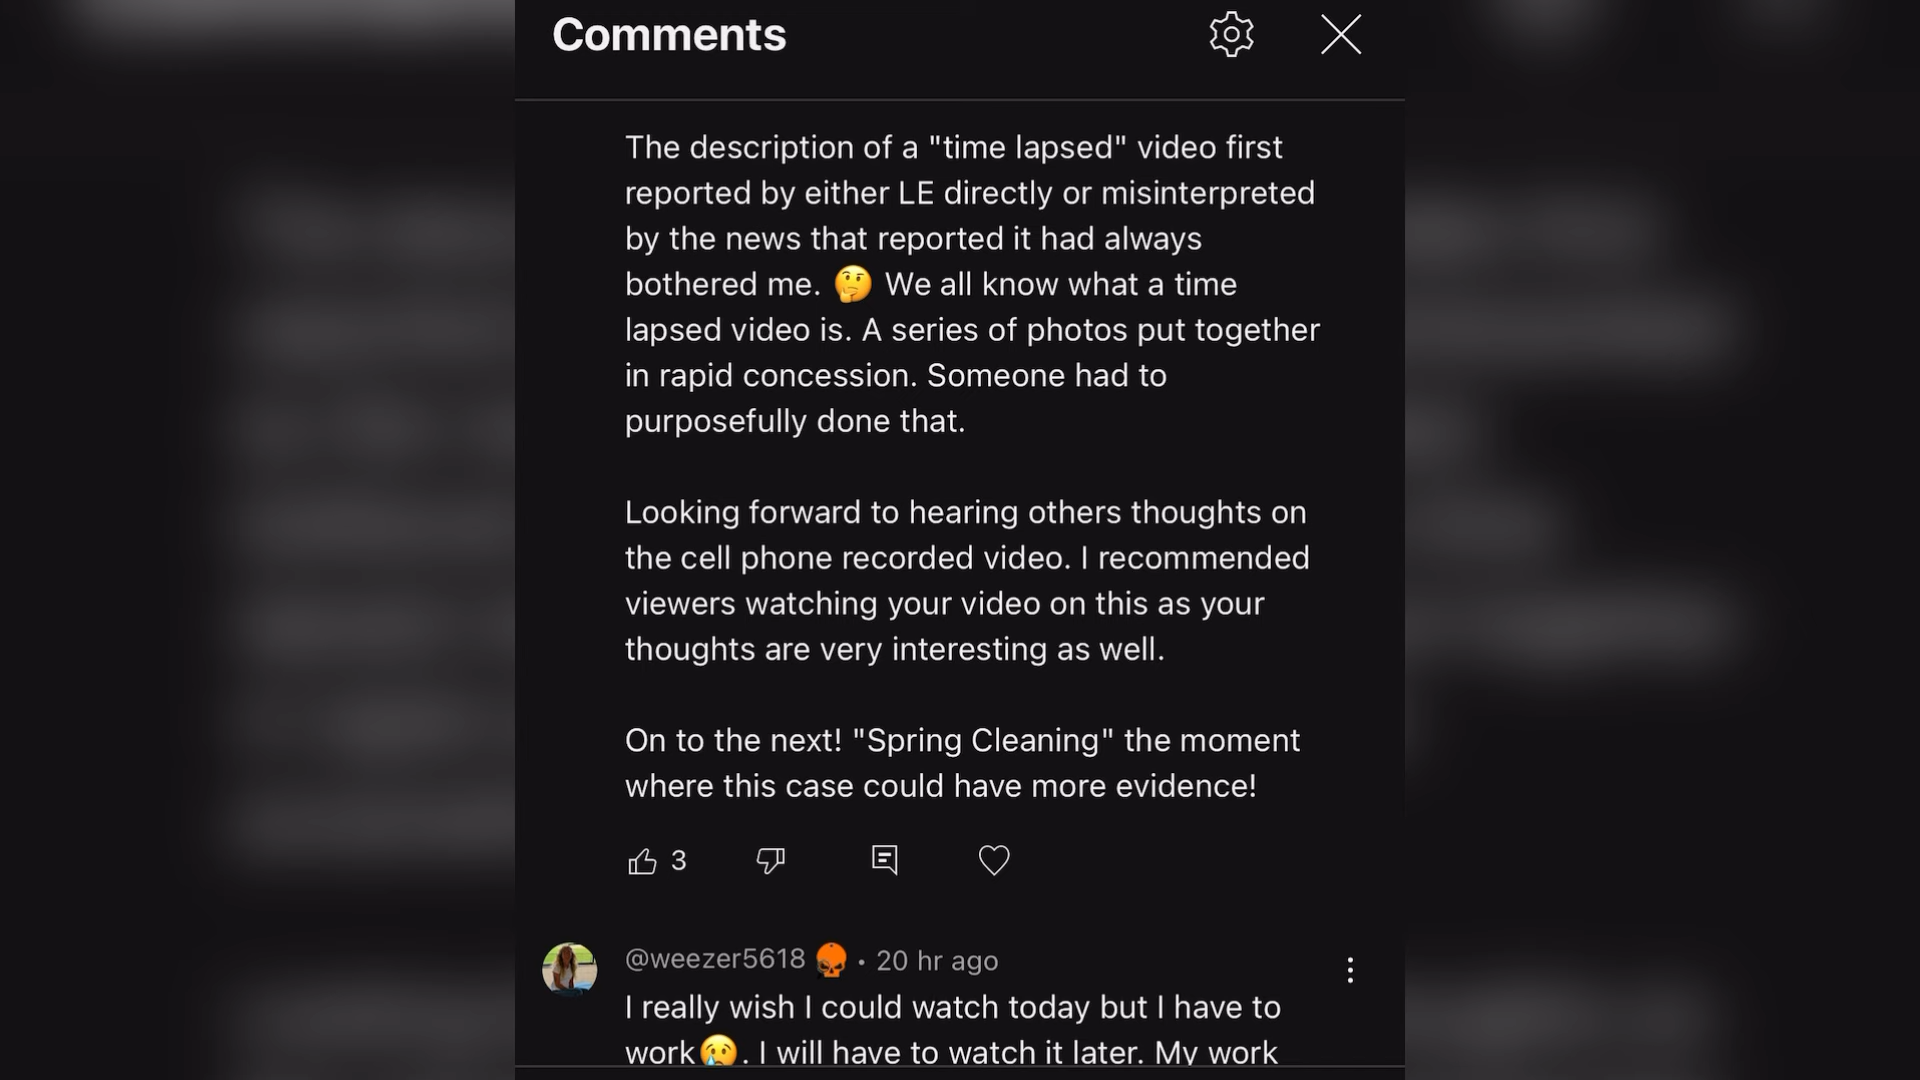 Comments
The description of a "time lapsed" video first
reported by either LE directly or misinterpreted
by the news that reported it had always
bothered me. 🤔 We all know what a time
lapsed video is. A series of photos put together
in rapid concession. Someone had to
purposefully done that.
Looking forward to hearing others thoughts on
the cell phone recorded video. I recommended
viewers watching your video on this as your
thoughts are very interesting as well.
On to the next! "Spring Cleaning" the moment
where this case could have more evidence!
3
@weezer5618 • 20 hr ago
I really wish I could watch today but I have to
work😢. I will have to watch it later. My work